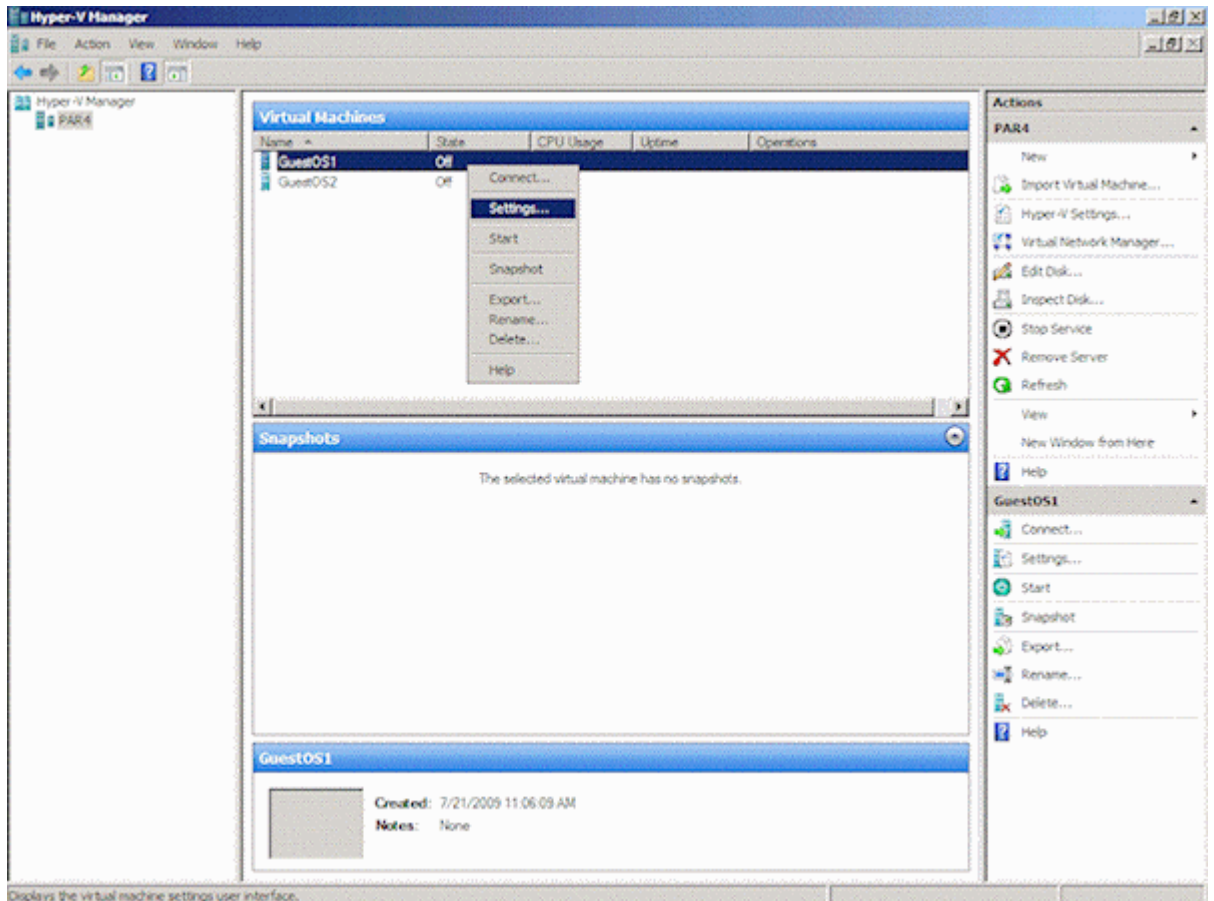 Hyper-V Manager
File Action View Window Help
Hyper-V Manager
PAR4
Virtual Machines
Name State CPU Usage Uptime Operations
GuestOS1 Off
GuestOS2 Off
Connect...
Settings...
Start
Snapshot
Export...
Rename...
Delete...
Help
Snapshots
The selected virtual machine has no snapshots.
GuestOS1
Created: 7/21/2009 11:06:09 AM
Notes: None
Actions
PAR4
New
Import Virtual Machine...
Hyper-V Settings...
Virtual Network Manager...
Edit Disk...
Inspect Disk...
Stop Service
Remove Server
Refresh
View
New Window from Here
Help
GuestOS1
Connect...
Settings...
Start
Snapshot
Export...
Rename...
Delete...
Help
Displays the virtual machine settings user interface.